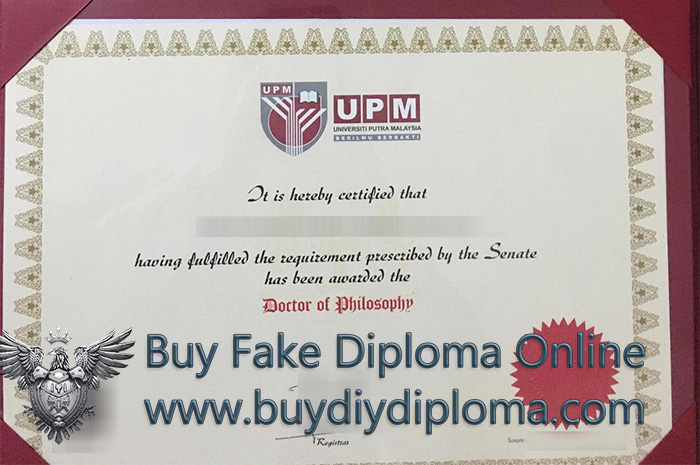 UPM
UPM
UNIVERSITI PUTRA MALAYSIA
BERILMU BERBAKTI
It is hereby certified that
having fulfilled the requirement prescribed by the Senate
has been awarded the
Doctor of Philosophy
Buy Fake Diploma Online
www.buydiydiploma.com
Registrar
Senate